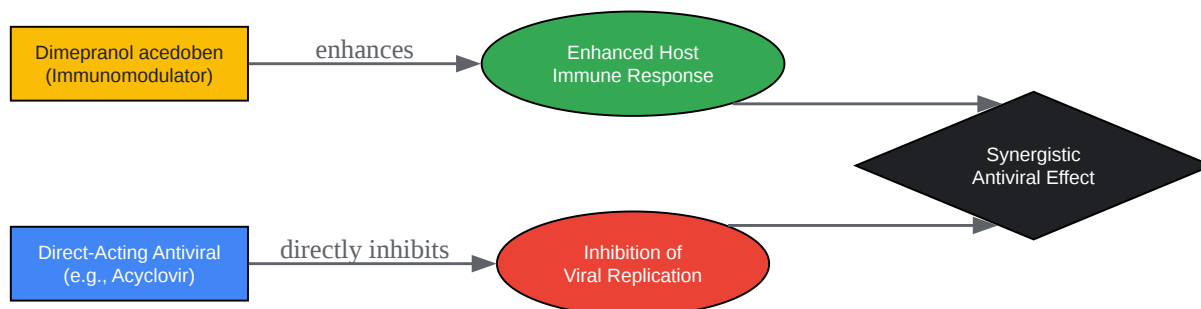 Dimepranol acedoben
(Immunomodulator)
enhances
Enhanced Host
Immune Response
Synergistic
Antiviral Effect
Direct-Acting Antiviral
(e.g., Acyclovir)
directly inhibits
Inhibition of
Viral Replication